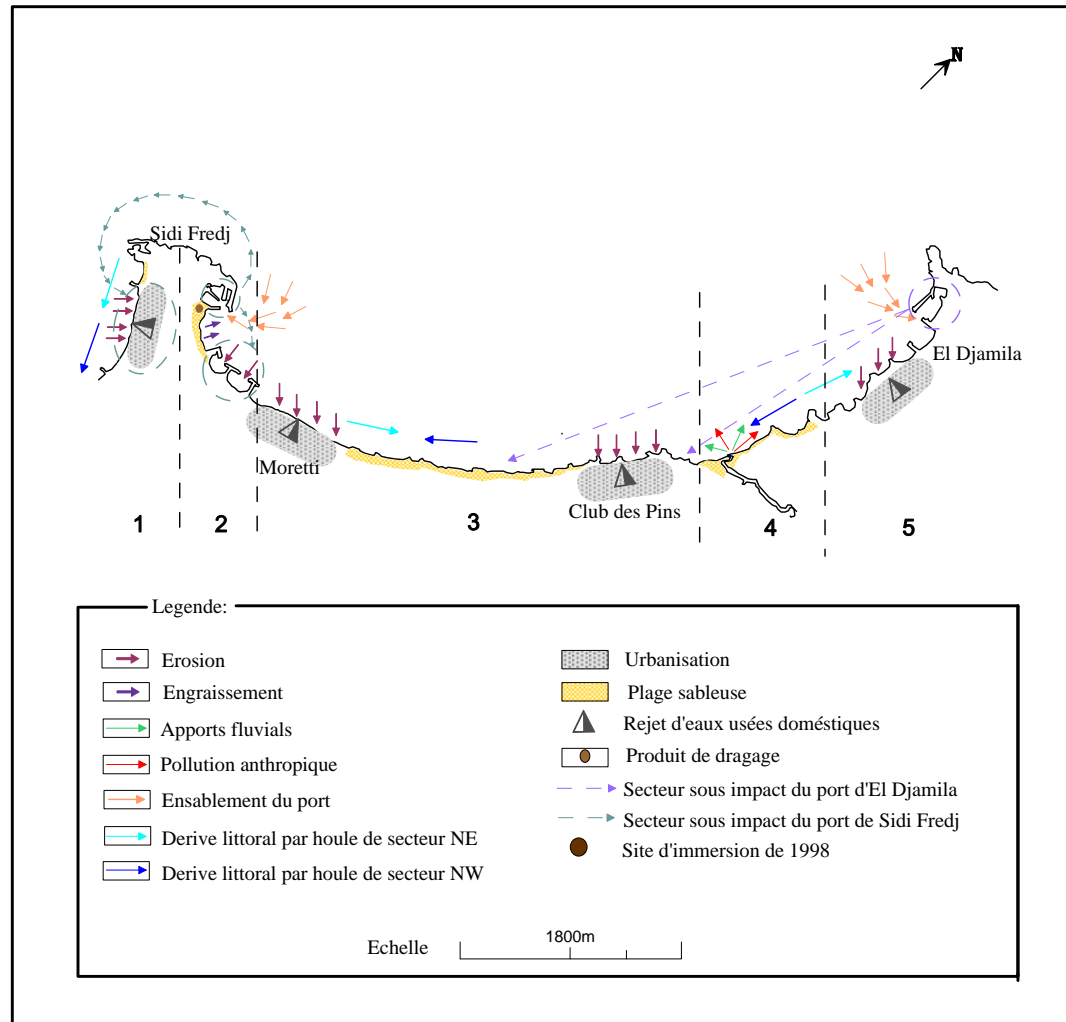 N
Sidi Fredj
El Djamila
Moretti
Club des Pins
1
2
3
4
5
Legende:
Erosion
Engraissement
Apports fluvials
Pollution anthropique
Ensablement du port
Derive littoral par houle de secteur NE
Derive littoral par houle de secteur NW
Urbanisation
Plage sableuse
Rejet d'eaux usées doméstiques
Produit de dragage
Secteur sous impact du port d'El Djamila
Secteur sous impact du port de Sidi Fredj
Site d'immersion de 1998
Echelle
1800m